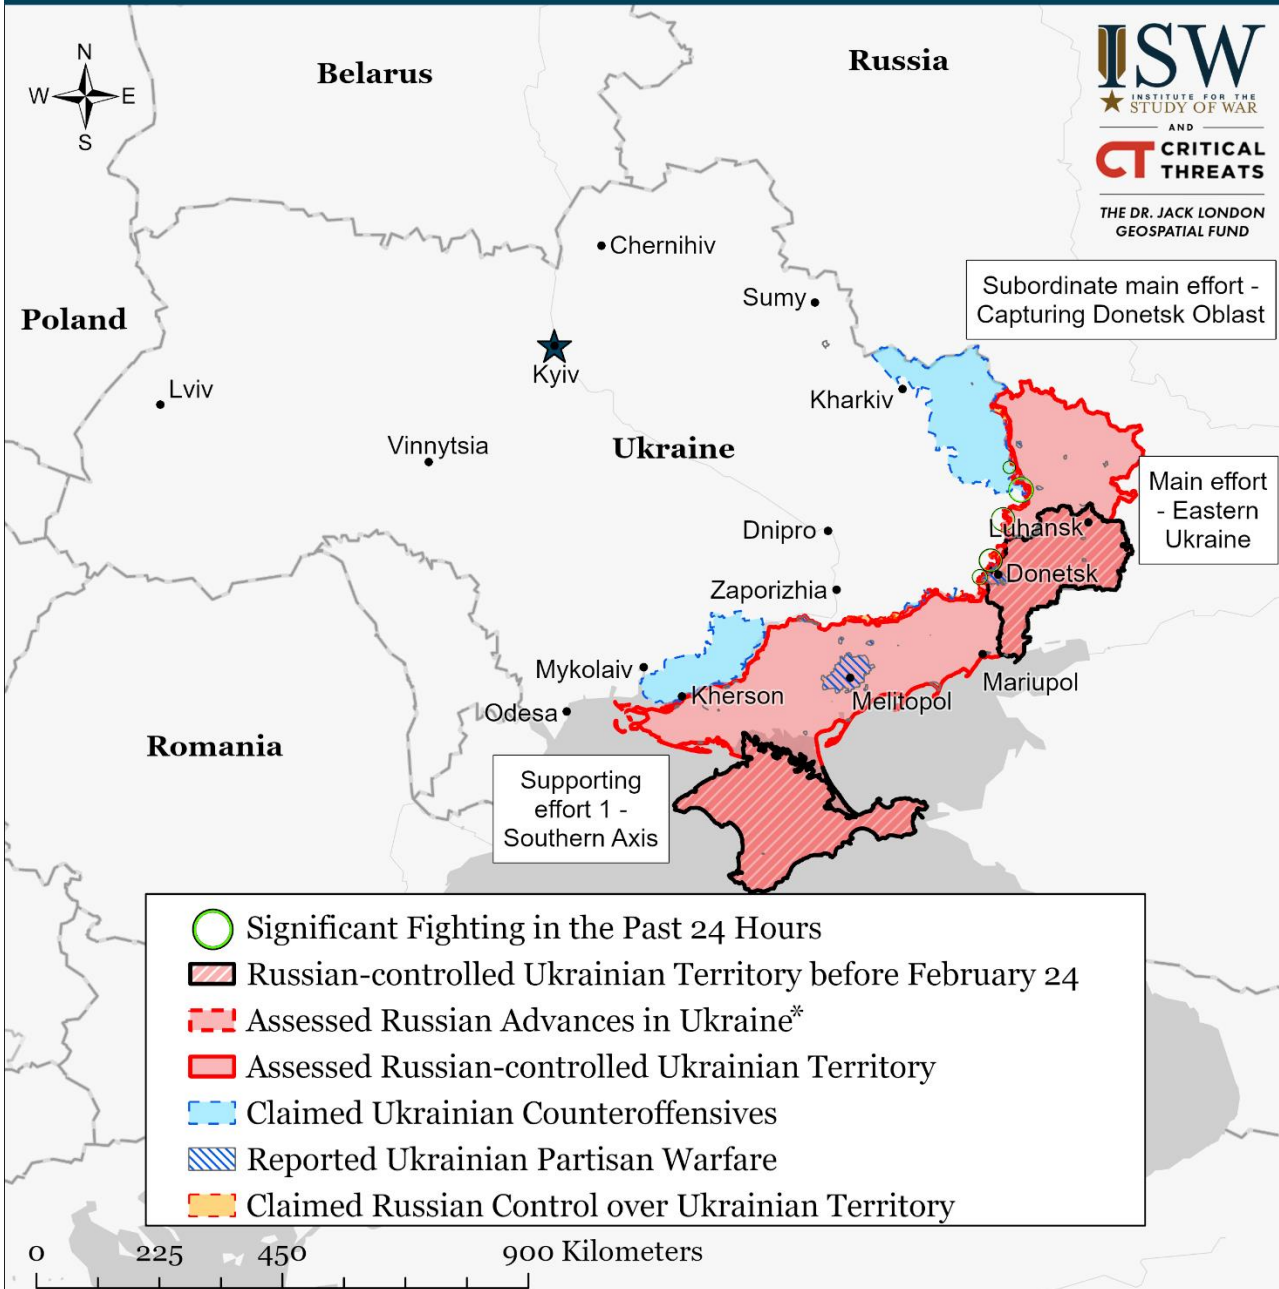 N
W E
S
Belarus
Russia
ISW
INSTITUTE FOR THE
STUDY OF WAR
AND
CT CRITICAL
THREATS
THE DR. JACK LONDON
GEOSPATIAL FUND
Chernihiv
Subordinate main effort -
Capturing Donetsk Oblast
Sumy
Poland
Kyiv
Lviv
Kharkiv
Vinnytsia
Ukraine
Main effort
- Eastern
Ukraine
Dnipro
Luhansk
Donetsk
Zaporizhia
Mykolaiv
Mariupol
Kherson
Melitopol
Odesa
Romania
Supporting
effort 1 -
Southern Axis
Significant Fighting in the Past 24 Hours
Russian-controlled Ukrainian Territory before February 24
Assessed Russian Advances in Ukraine*
Assessed Russian-controlled Ukrainian Territory
Claimed Ukrainian Counteroffensives
Reported Ukrainian Partisan Warfare
Claimed Russian Control over Ukrainian Territory
0 225 450 900 Kilometers